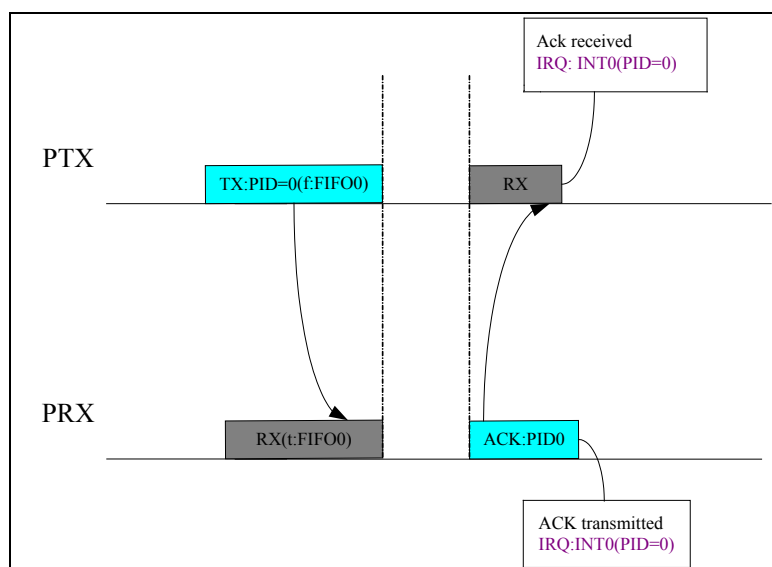 Ack received
IRQ: INT0(PID=0)
PTX
TX:PID=0(f:FIFO0)
RX
PRX
RX(t:FIFO0)
ACK:PID0
ACK transmitted
IRQ:INT0(PID=0)